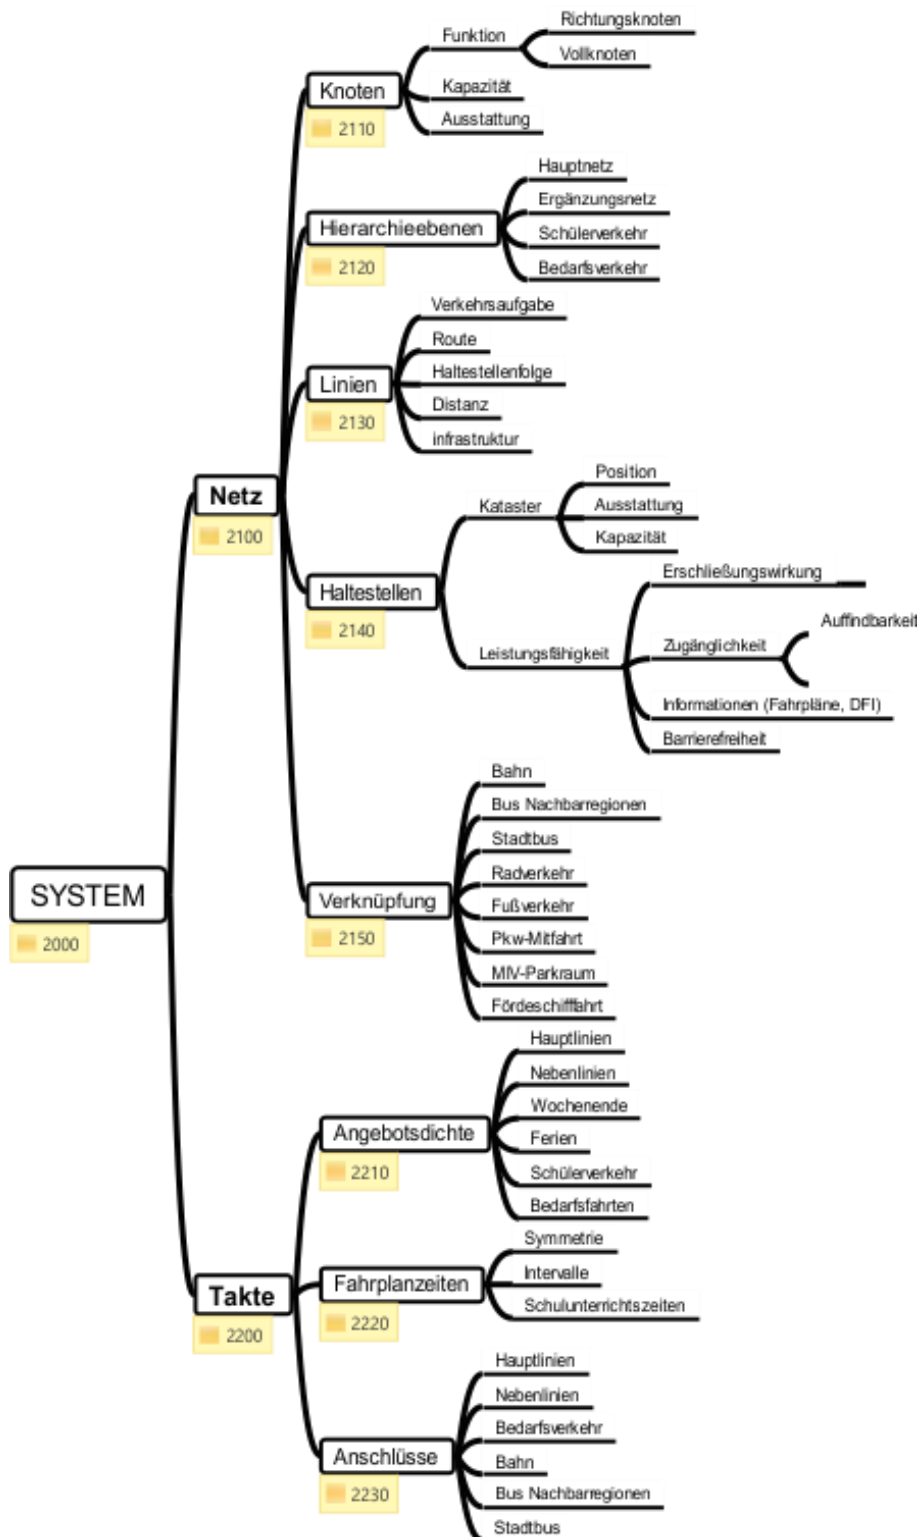 Richtungsknoten
Funktion
Vollknoten
Knoten
Kapazität
2110
Ausstattung
Hauptnetz
Ergänzungsnetz
Hierarchieebenen
Schülerverkehr
2120
Bedarfsverkehr
Verkehrsaufgabe
Route
Linien
Haltestellenfolge
2130
Distanz
infrastruktur
Netz
2100
Position
Kataster
Ausstattung
Kapazität
Haltestellen
2140
Erschließungswirkung
Auffindbarkeit
Leistungsfähigkeit
Zugänglichkeit
Informationen (Fahrpläne, DFI)
Barrierefreiheit
Bahn
Bus Nachbarregionen
Stadtbus
Radverkehr
SYSTEM
2000
Verknüpfung
2150
Fußverkehr
Pkw-Mitfahrt
MIV-Parkraum
Fördeschifffahrt
Hauptlinien
Nebenlinien
Wochenende
Angebotsdichte
2210
Ferien
Schülerverkehr
Bedarfsfahrten
Takte
2200
Symmetrie
Fahrplanzeiten
2220
Intervalle
Schulunterrichtszeiten
Hauptlinien
Nebenlinien
Bedarfsverkehr
Anschlüsse
2230
Bahn
Bus Nachbarregionen
Stadtbus